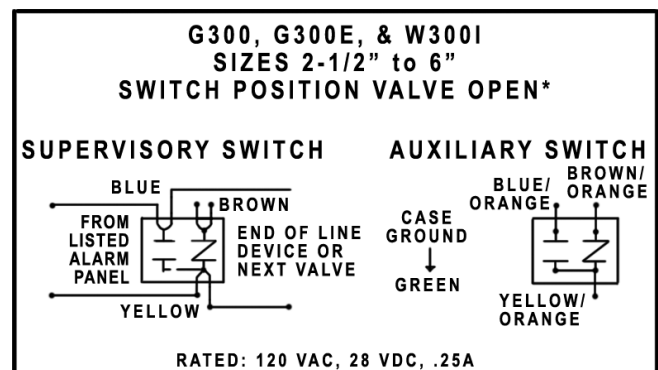 G300, G300E, & W300I
SIZES 2-1/2” to 6”
SWITCH POSITION VALVE OPEN*
SUPERVISORY SWITCH
BLUE
BROWN
FROM
LISTED
ALARM
PANEL
END OF LINE
DEVICE OR
NEXT VALVE
YELLOW
CASE
GROUND
GREEN
AUXILIARY SWITCH
BLUE/
ORANGE
BROWN/
ORANGE
YELLOW/
ORANGE
RATED: 120 VAC, 28 VDC, .25A